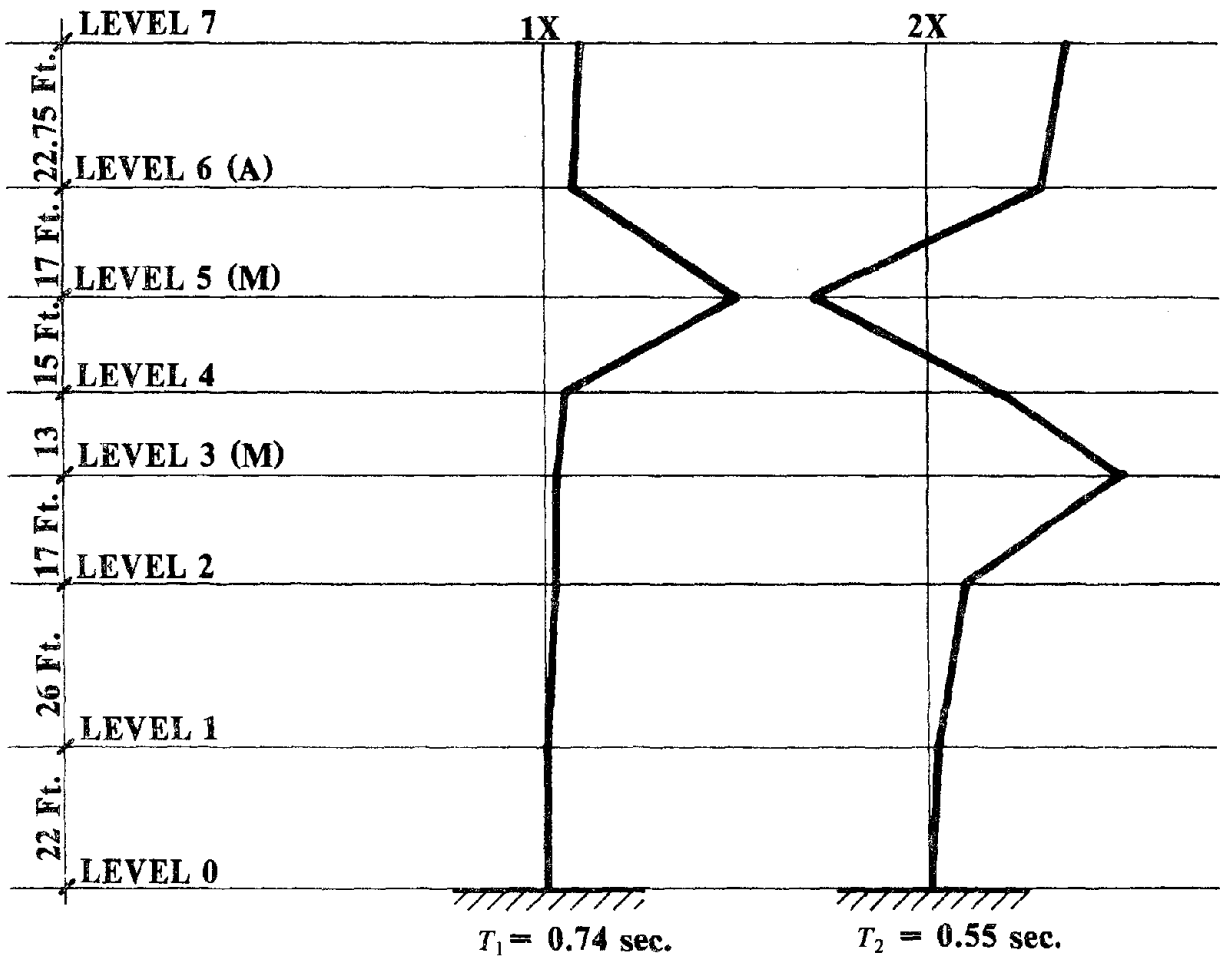 LEVEL 7
1X
2X
22.75 Ft.
LEVEL 6 (A)
17 Ft.
LEVEL 5 (M)
15 Ft.
LEVEL 4
13
LEVEL 3 (M)
17 Ft.
LEVEL 2
26 Ft.
LEVEL 1
22 Ft.
LEVEL 0
T₁ = 0.74 sec.
T₂ = 0.55 sec.